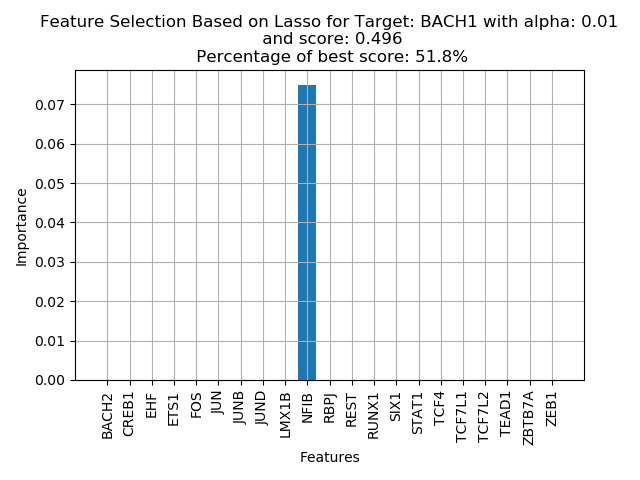 Feature Selection Based on Lasso for Target: BACH1 with alpha: 0.01
and score: 0.496
Percentage of best score: 51.8%
0.07
0.06
0.05
0.04
0.03
0.02
0.01
0.00
Importance
BACH2
CREB1
EHF
ETS1
FOS
JUN
JUNB
JUND
LMX1B
NFIB
RBPJ
REST
RUNX1
SIX1
STAT1
TCF4
TCF7L1
TCF7L2
TEAD1
ZBTB7A
ZEB1
Features